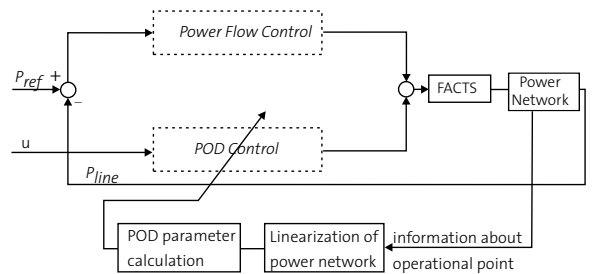 Power Flow Control
P_ref +
−
FACTS
Power
Network
u
POD Control
P_line
POD parameter
calculation
Linearization of
power network
information about
operational point